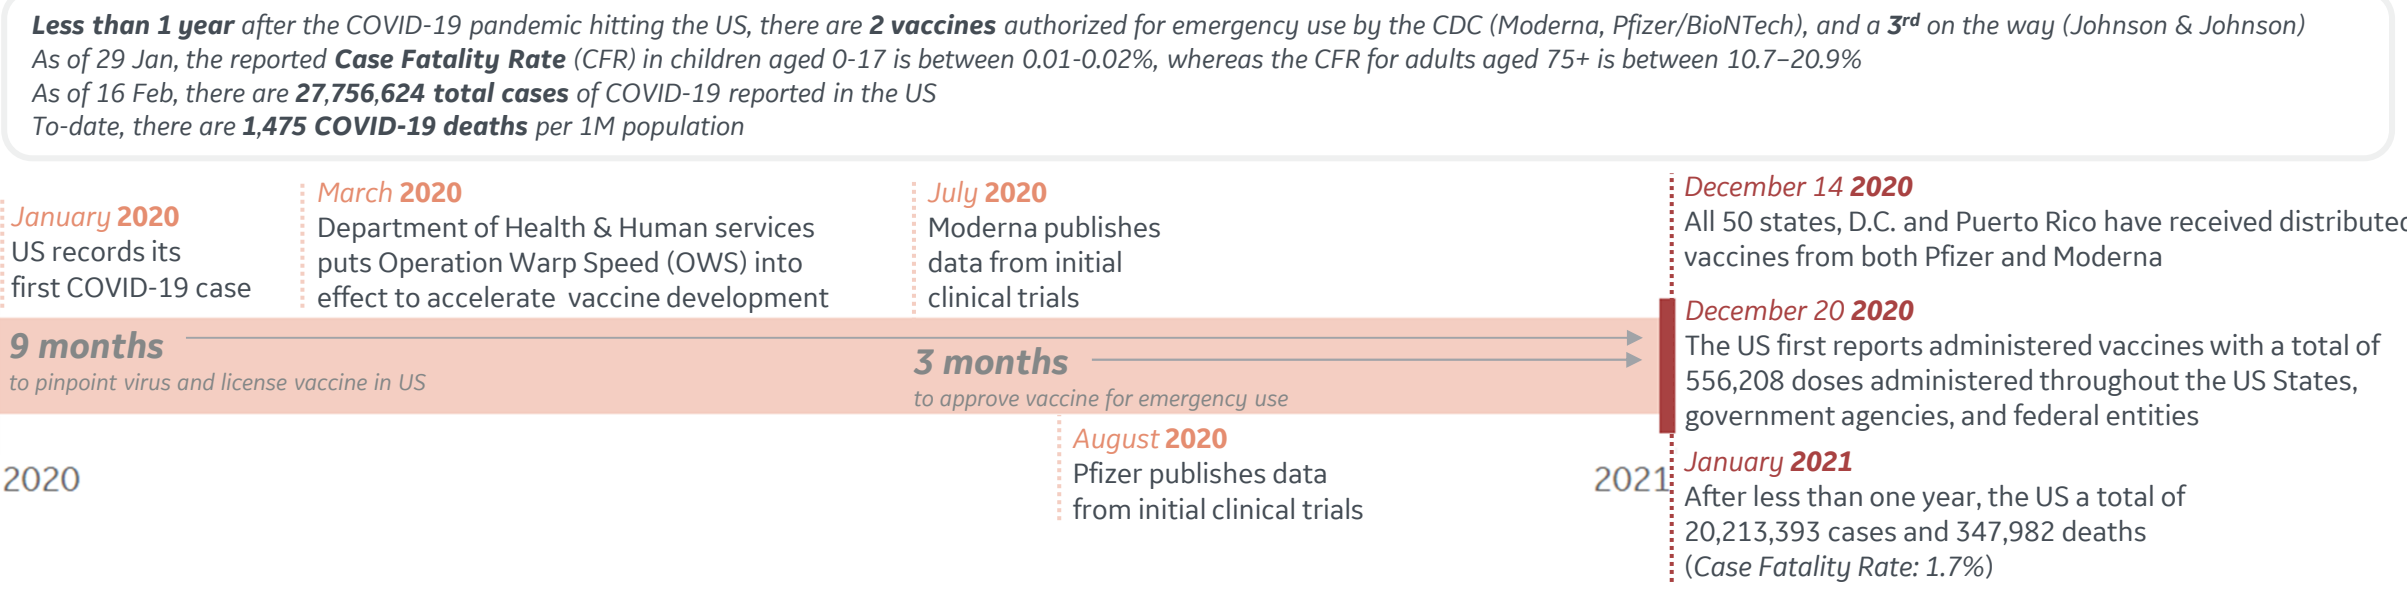 Less than 1 year after the COVID-19 pandemic hitting the US, there are 2 vaccines authorized for emergency use by the CDC (Moderna, Pfizer/BioNTech), and a 3rd on the way (Johnson & Johnson)
As of 29 Jan, the reported Case Fatality Rate (CFR) in children aged 0-17 is between 0.01-0.02%, whereas the CFR for adults aged 75+ is between 10.7–20.9%
As of 16 Feb, there are 27,756,624 total cases of COVID-19 reported in the US
To-date, there are 1,475 COVID-19 deaths per 1M population
January 2020
US records its
first COVID-19 case
March 2020
Department of Health & Human services
puts Operation Warp Speed (OWS) into
effect to accelerate vaccine development
July 2020
Moderna publishes
data from initial
clinical trials
December 14 2020
All 50 states, D.C. and Puerto Rico have received distributed
vaccines from both Pfizer and Moderna
December 20 2020
The US first reports administered vaccines with a total of
556,208 doses administered throughout the US States,
government agencies, and federal entities
9 months
to pinpoint virus and license vaccine in US
3 months
to approve vaccine for emergency use
August 2020
Pfizer publishes data
from initial clinical trials
2020
2021
January 2021
After less than one year, the US a total of
20,213,393 cases and 347,982 deaths
(Case Fatality Rate: 1.7%)